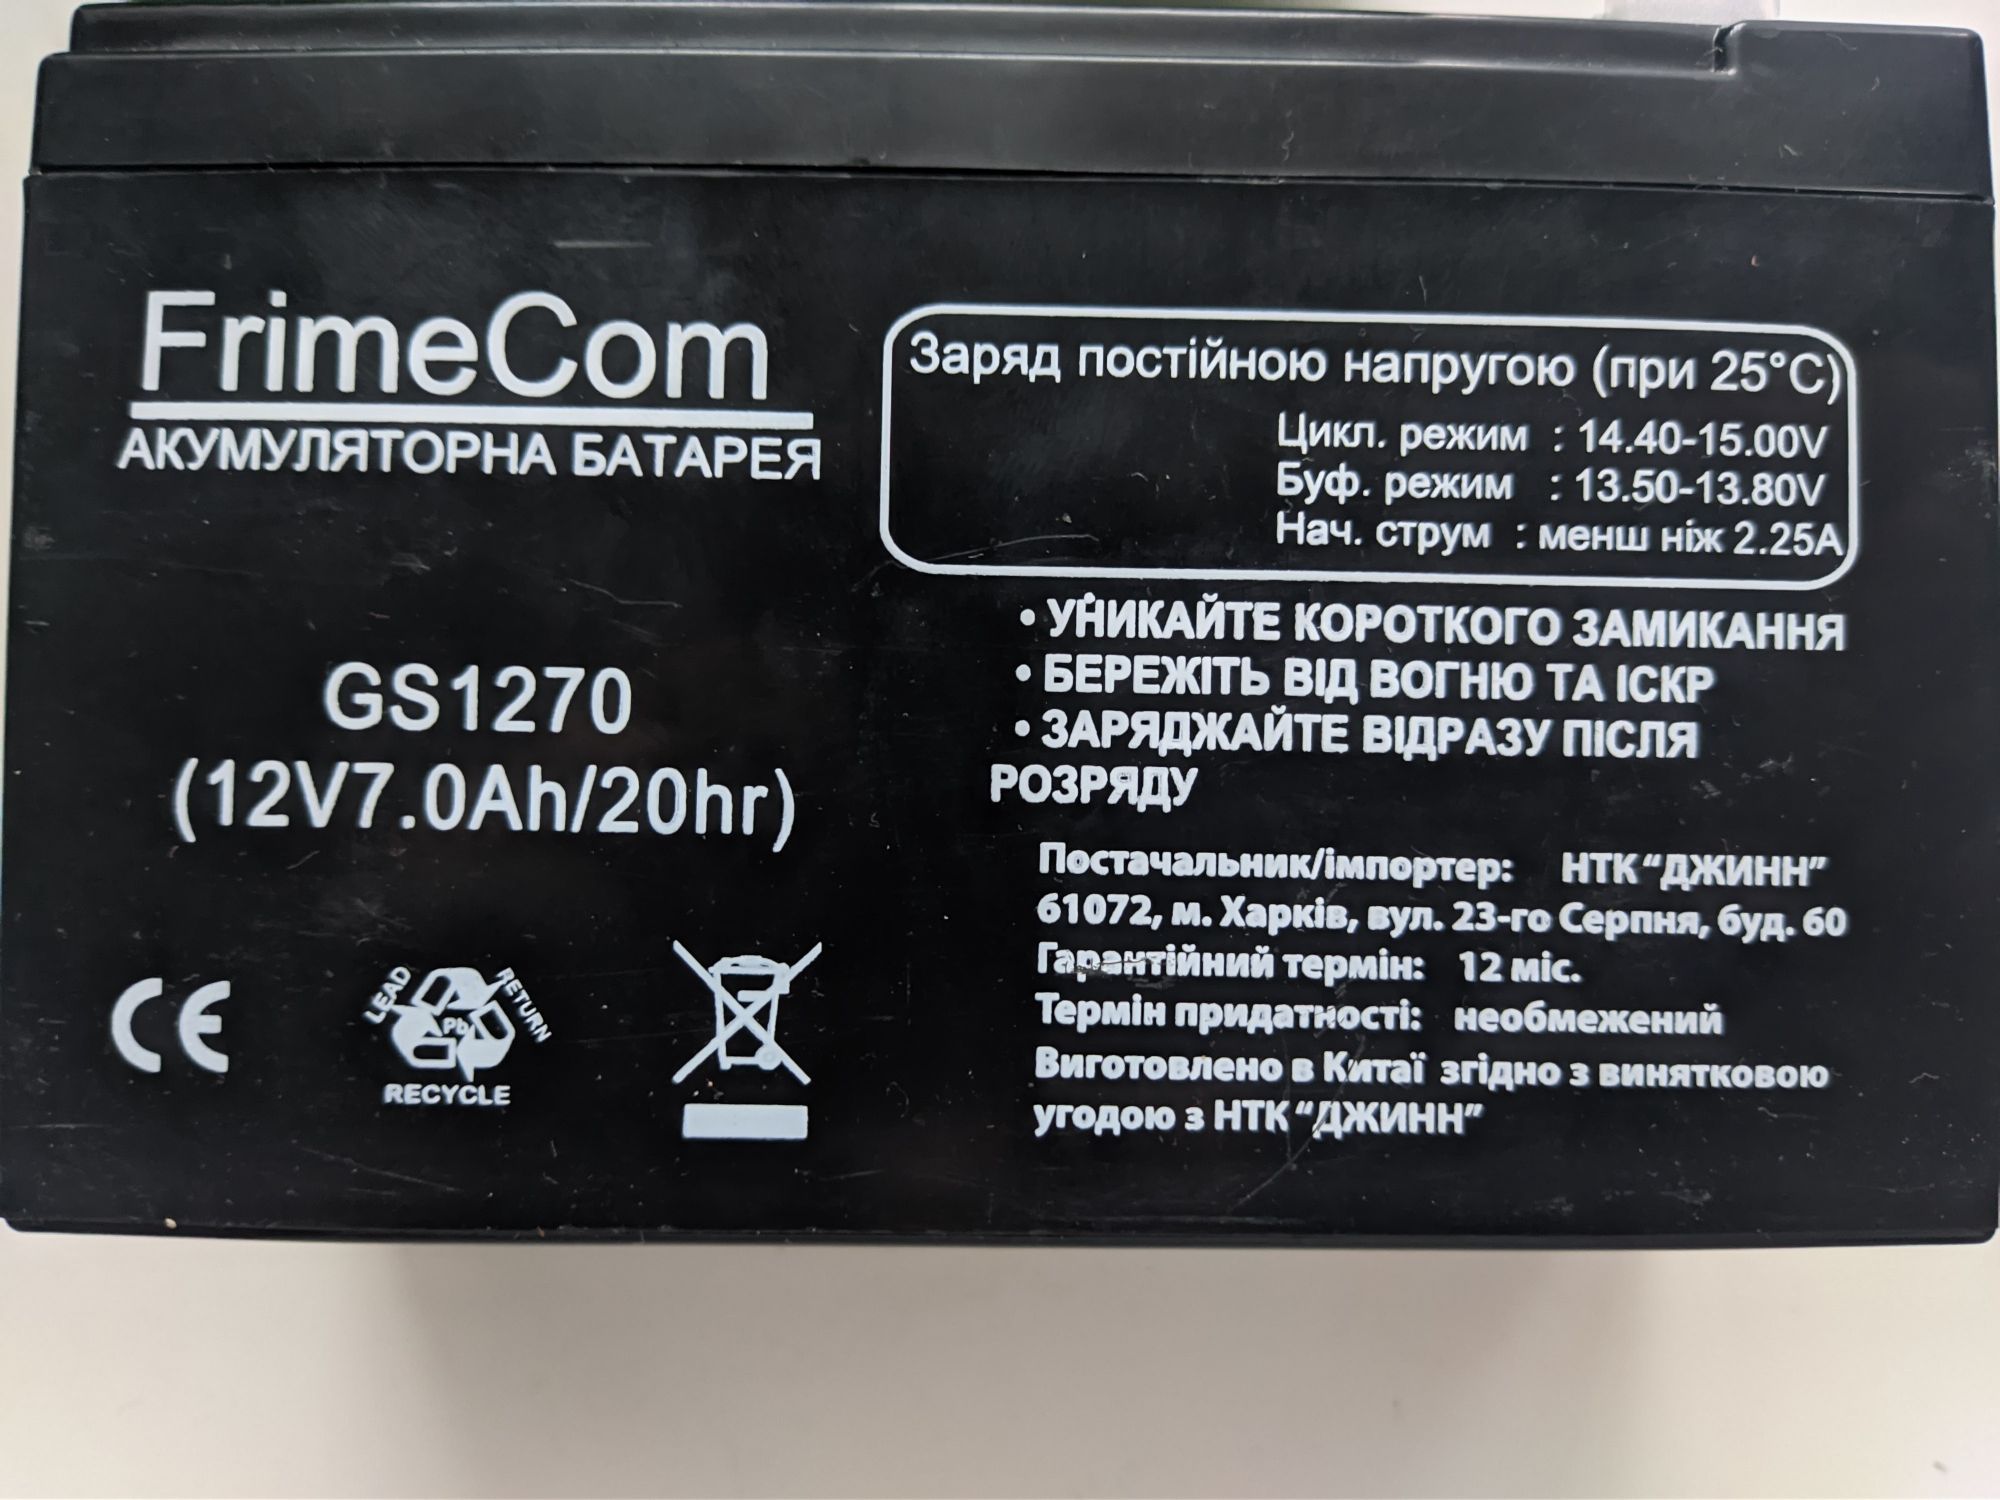 FrimeCom
АКУМУЛЯТОРНА БАТАРЕЯ
GS1270
(12V7.0Ah/20hr)
CE
LEAD
RETURN
Pb
RECYCLE
Заряд постійною напругою (при 25°C)
Цикл. режим : 14.40-15.00V
Буф. режим : 13.50-13.80V
Нач. струм : менш ніж 2.25A
• УНИКАЙТЕ КОРОТКОГО ЗАМИКАННЯ
• БЕРЕЖІТЬ ВІД ВОГНЮ ТА ІСКР
• ЗАРЯДЖАЙТЕ ВІДРАЗУ ПІСЛЯ
РОЗРЯДУ
Постачальник/імпортер: НТК “ДЖИНН”
61072, м. Харків, вул. 23-го Серпня, буд. 60
Гарантійний термін: 12 міс.
Термін придатності: необмежений
Виготовлено в Китаї згідно з винятковою
угодою з НТК “ДЖИНН”